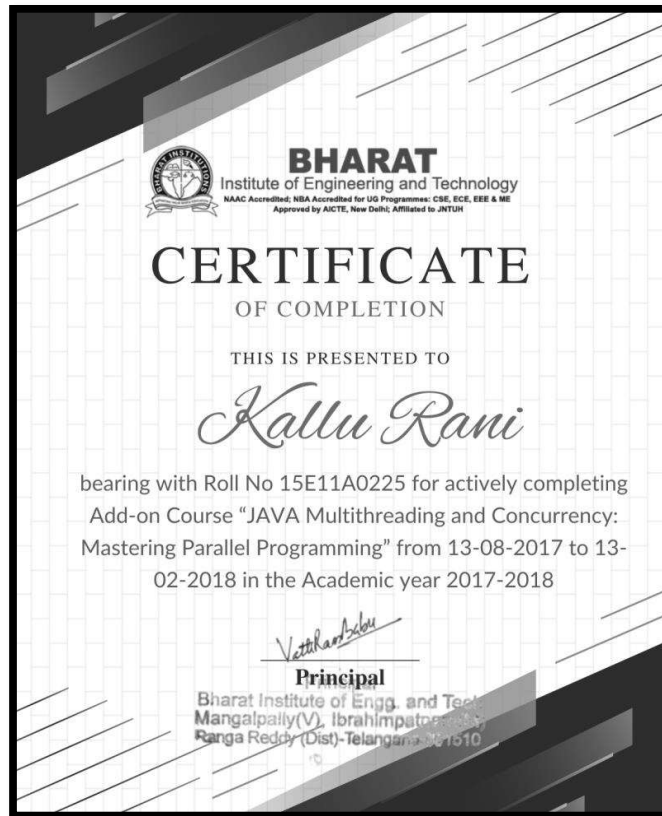 BHARAT INSTITUTIONS
BHARAT
Institute of Engineering and Technology
NAAC Accredited; NBA Accredited for UG Programmes: CSE, ECE, EEE & ME
Approved by AICTE, New Delhi; Affiliated to JNTUH
CERTIFICATE
OF COMPLETION
THIS IS PRESENTED TO
Kallu Rani
bearing with Roll No 15E11A0225 for actively completing
Add-on Course “JAVA Multithreading and Concurrency:
Mastering Parallel Programming” from 13-08-2017 to 13-
02-2018 in the Academic year 2017-2018
Principal
Principal
Bharat Institute of Engg. and Tech
Mangalpally(V), Ibrahimpatnam
Ranga Reddy (Dist)-Telangana